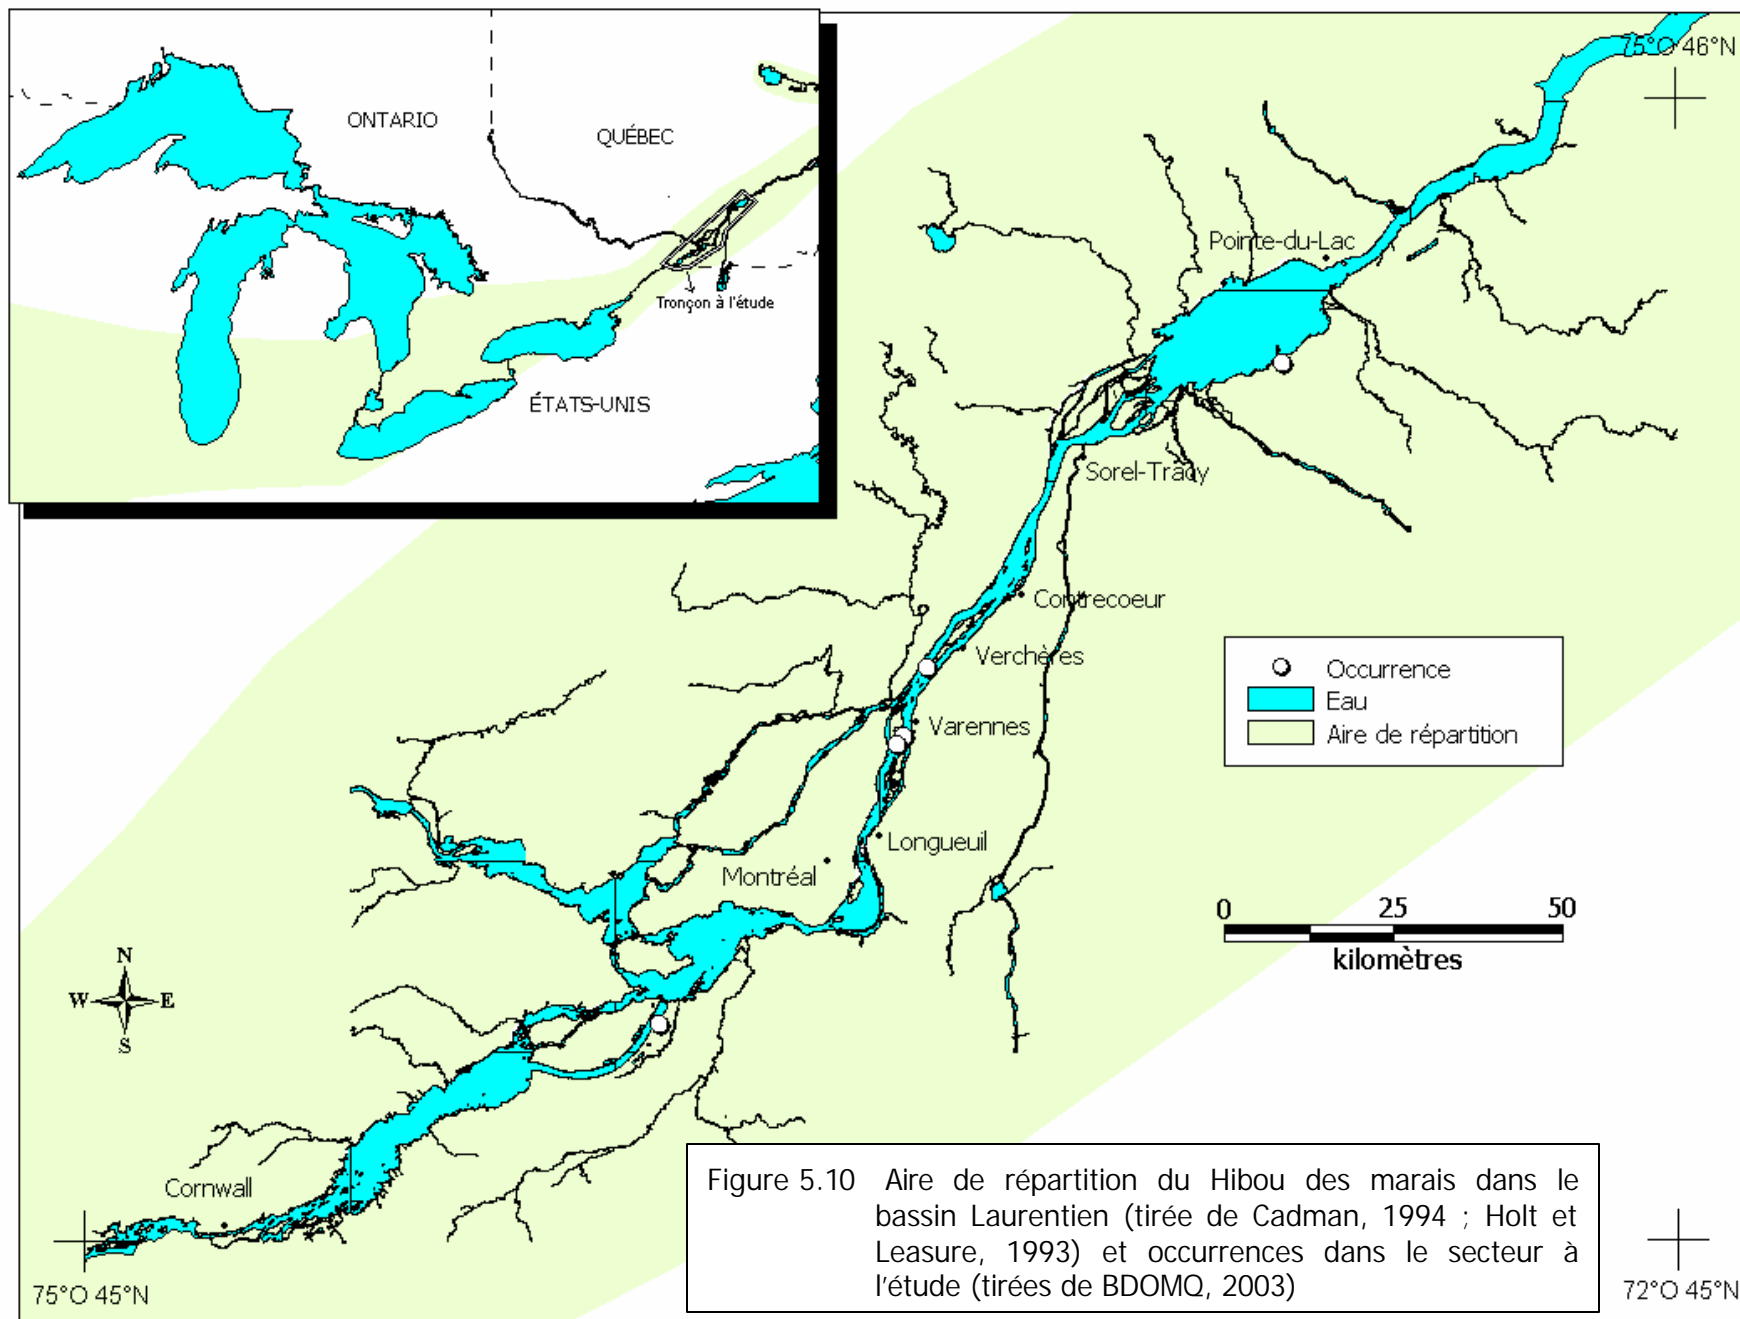 ONTARIO
QUÉBEC
Tronçon à l'étude
ÉTATS-UNIS
75°O 46°N
Pointe-du-Lac
Sorel-Tracy
Contrecoeur
Verchères
Varennes
Longueuil
Montréal
Cornwall
Occurrence
Eau
Aire de répartition
0 25 50
kilomètres
N
W E
S
75°O 45°N
72°O 45°N
Figure 5.10 Aire de répartition du Hibou des marais dans le
bassin Laurentien (tirée de Cadman, 1994 ; Holt et
Leasure, 1993) et occurrences dans le secteur à
l'étude (tirées de BDOMQ, 2003)